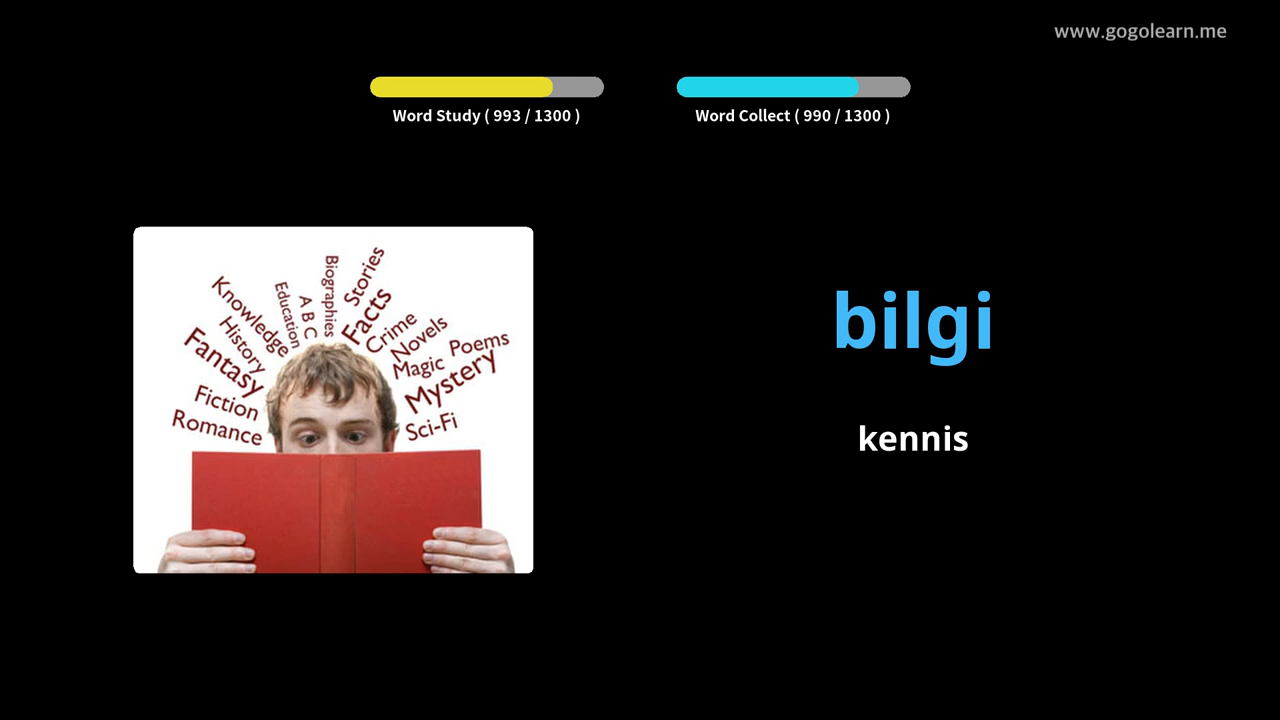 www.gogolearn.me
Word Study ( 993 / 1300 )
Word Collect ( 990 / 1300 )
Knowledge
History
Fantasy
Fiction
Romance
Education
A B C
Biographies
Stories
Facts
Crime
Novels
Magic
Poems
Mystery
Sci-Fi
bilgi
kennis